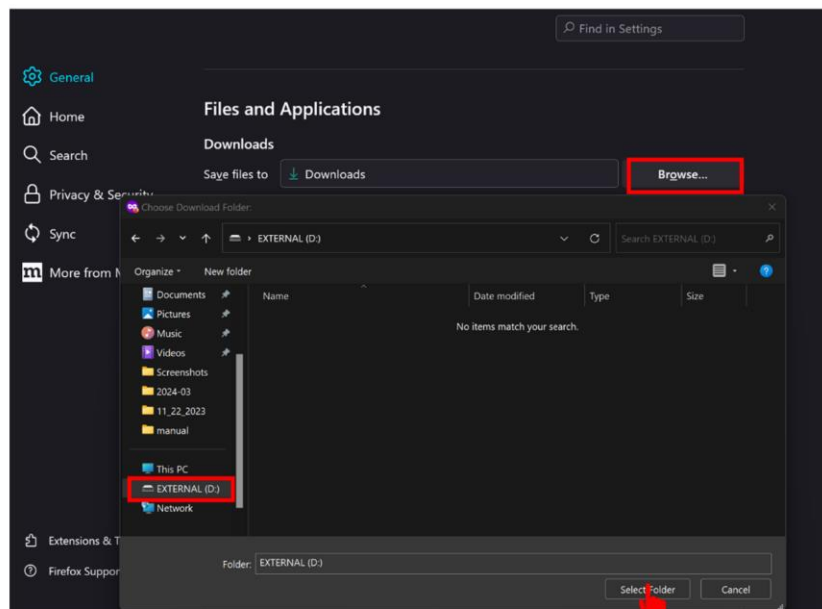 Find in Settings
General
Home
Search
Privacy & Security
Sync
More from M
Files and Applications
Downloads
Save files to
Downloads
Browse...
Choose Download Folder:
EXTERNAL (D:)
Search EXTERNAL (D:)
Organize
New folder
Documents
Pictures
Music
Videos
Screenshots
2024-03
11_22_2023
manual
This PC
EXTERNAL (D:)
Network
Name
Date modified
Type
Size
No items match your search.
Extensions & T
Firefox Suppor
Folder:
EXTERNAL (D:)
Select Folder
Cancel